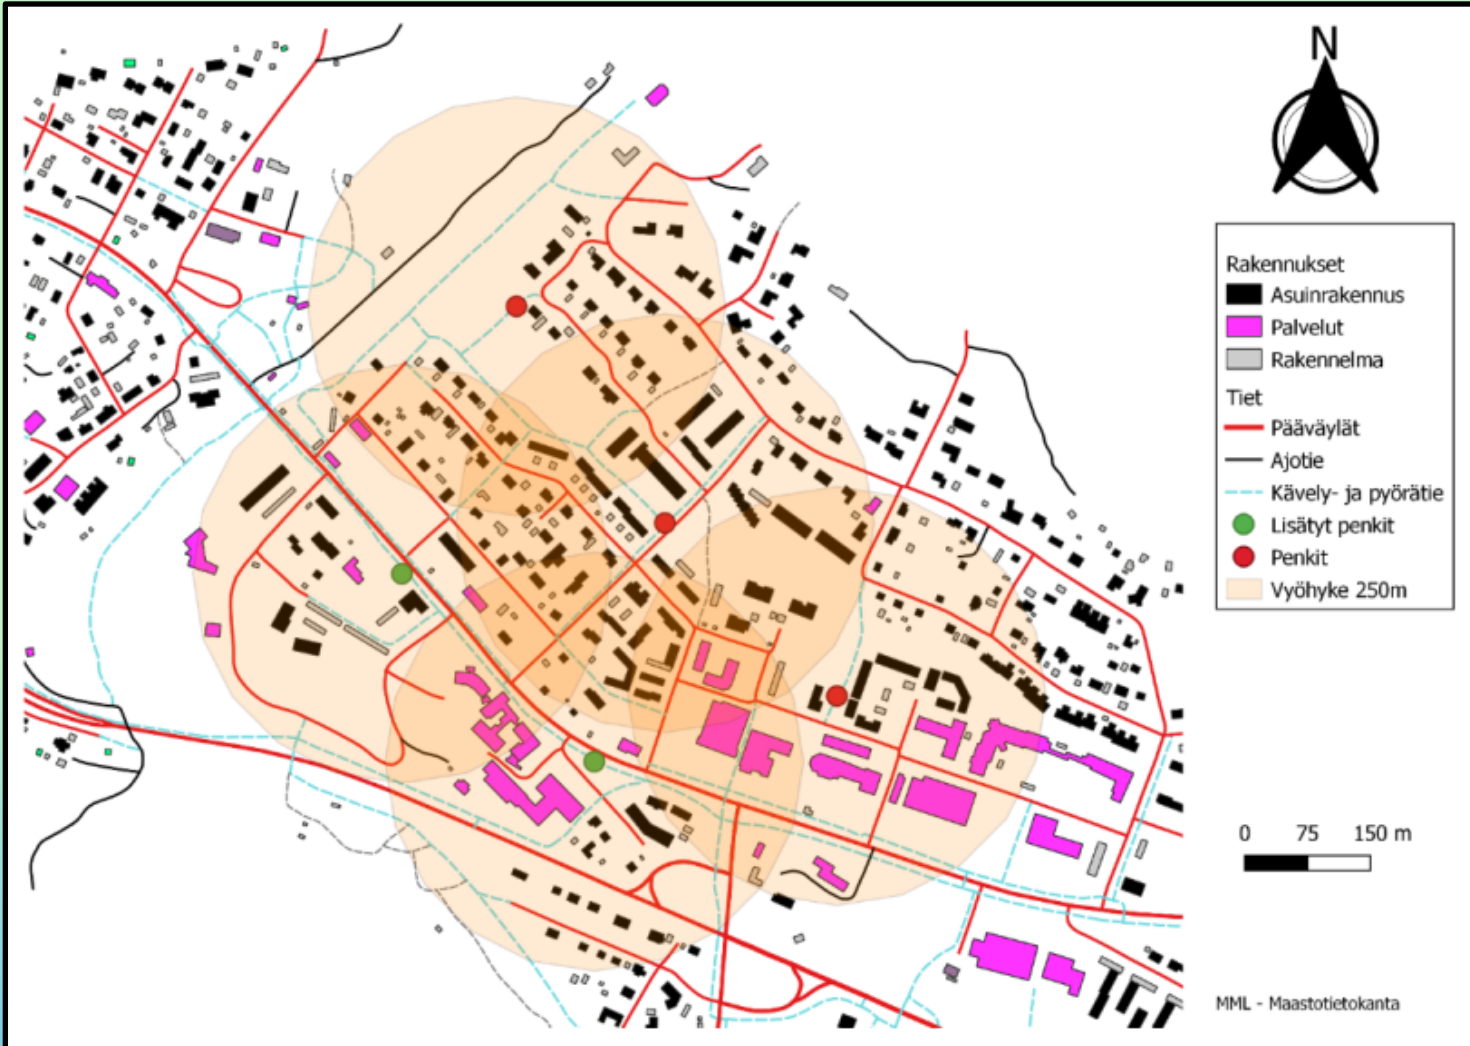 N
Rakennukset
Asuinrakennus
Palvelut
Rakennelma
Tiet
Pääväylät
Ajotie
Kävely- ja pyörätie
Lisätyt penkit
Penkit
Vyöhyke 250m
0 75 150 m
MML - Maastotietokanta